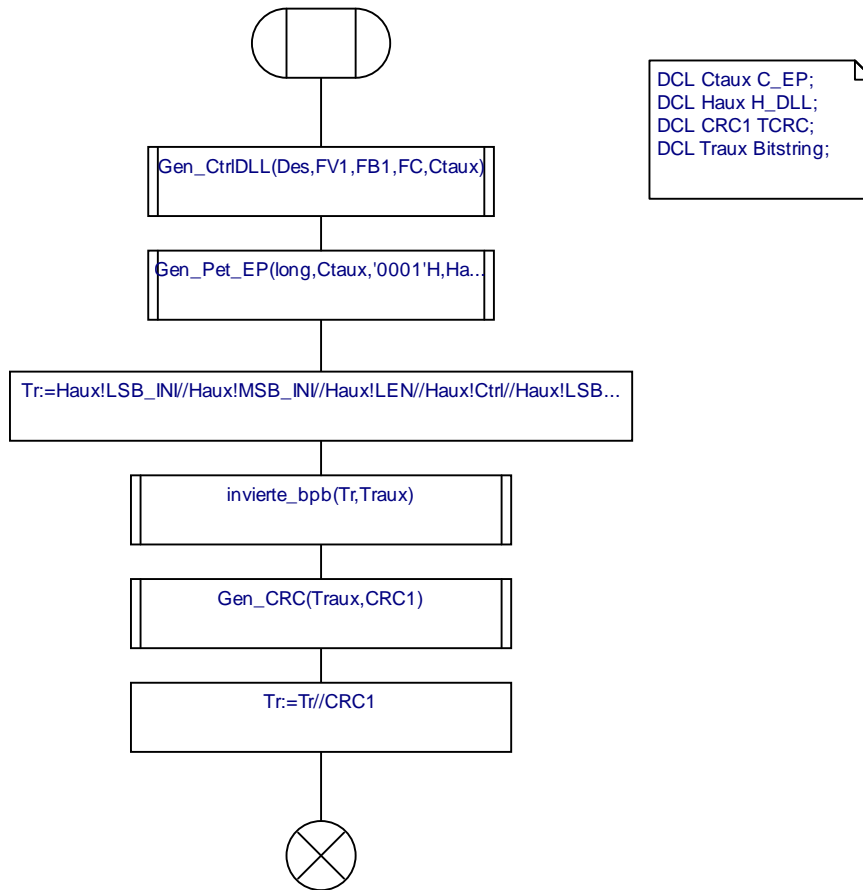 DCL Ctaux C_EP;
DCL Haux H_DLL;
DCL CRC1 TCRC;
DCL Traux Bitstring;
Gen_CtrlDLL(Des,FV1,FB1,FC,Ctaux)
Gen_Pet_EP(long,Ctaux,'0001'H,Ha...
Tr:=Haux!LSB_INI//Haux!MSB_INI//Haux!LEN//Haux!Ctrl//Haux!LSB...
invierte_bpb(Tr,Traux)
Gen_CRC(Traux,CRC1)
Tr:=Tr//CRC1